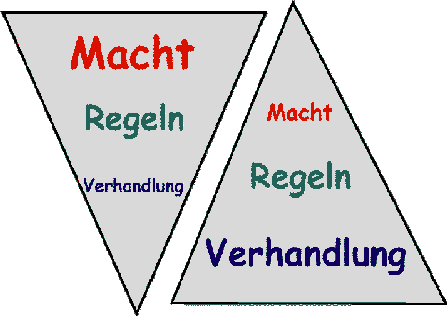 Macht
Regeln
Verhandlung
Macht
Regeln
Verhandlung